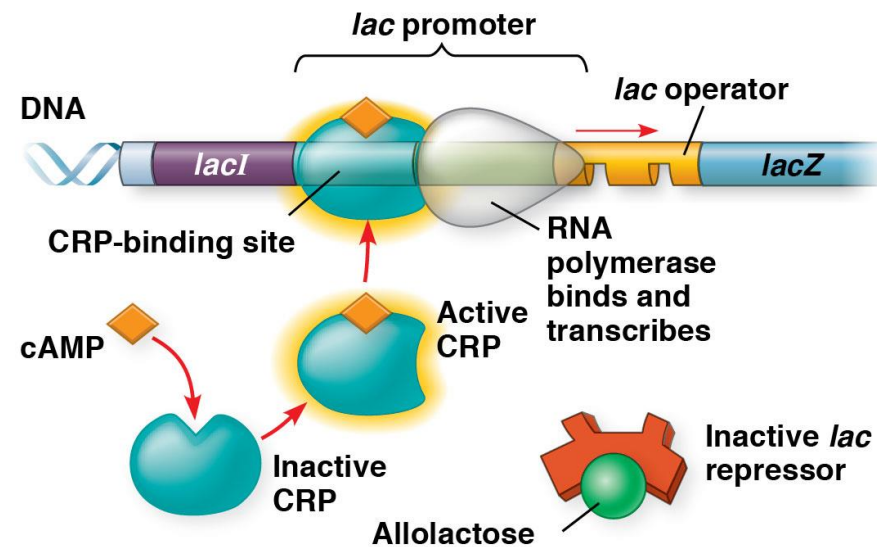 lac promoter
DNA
lac operator
lacI
lacZ
CRP-binding site
RNA
polymerase
binds and
transcribes
cAMP
Active
CRP
Inactive
CRP
Inactive lac
repressor
Allolactose